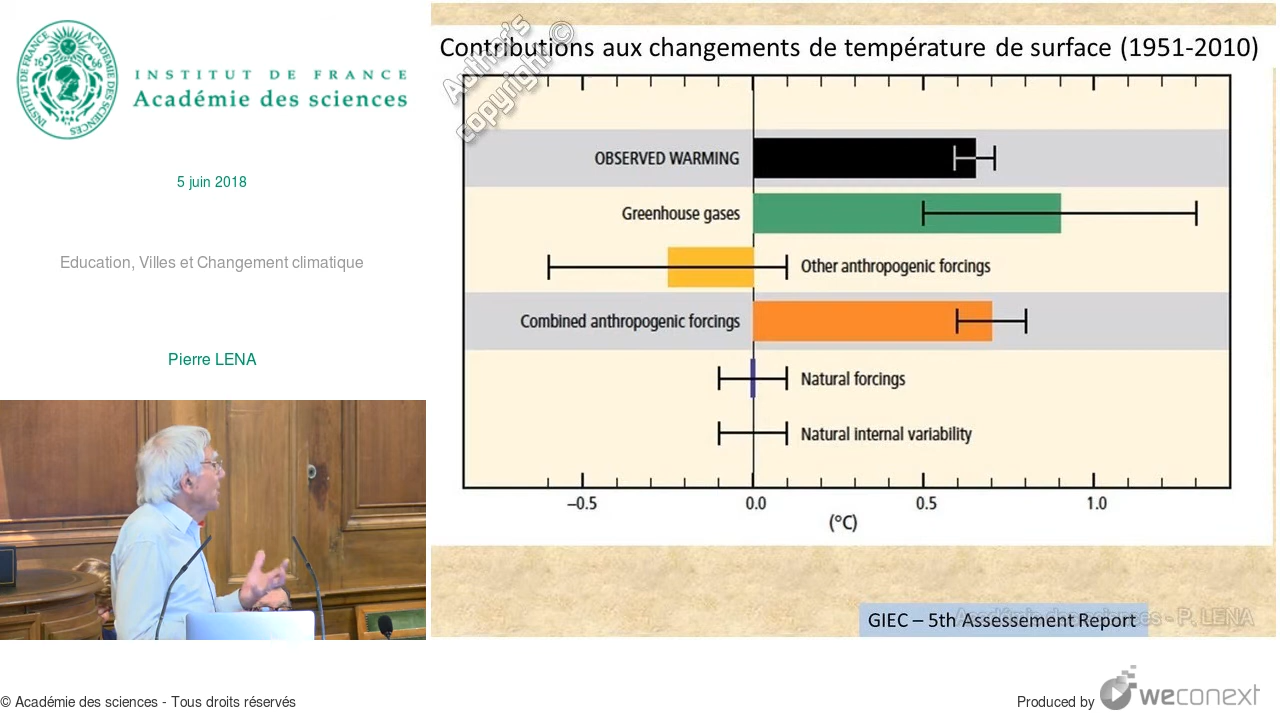 INSTITUT DE FRANCE
Académie des sciences
5 juin 2018
Education, Villes et Changement climatique
Pierre LENA
Author's
copyright ©
Contributions aux changements de température de surface (1951-2010)
OBSERVED WARMING
Greenhouse gases
Other anthropogenic forcings
Combined anthropogenic forcings
Natural forcings
Natural internal variability
–0.5 0.0 0.5 1.0
(°C)
GIEC – 5th Assessement Report
Académie des sciences - P. LENA
© Académie des sciences - Tous droits réservés
Produced by weconext